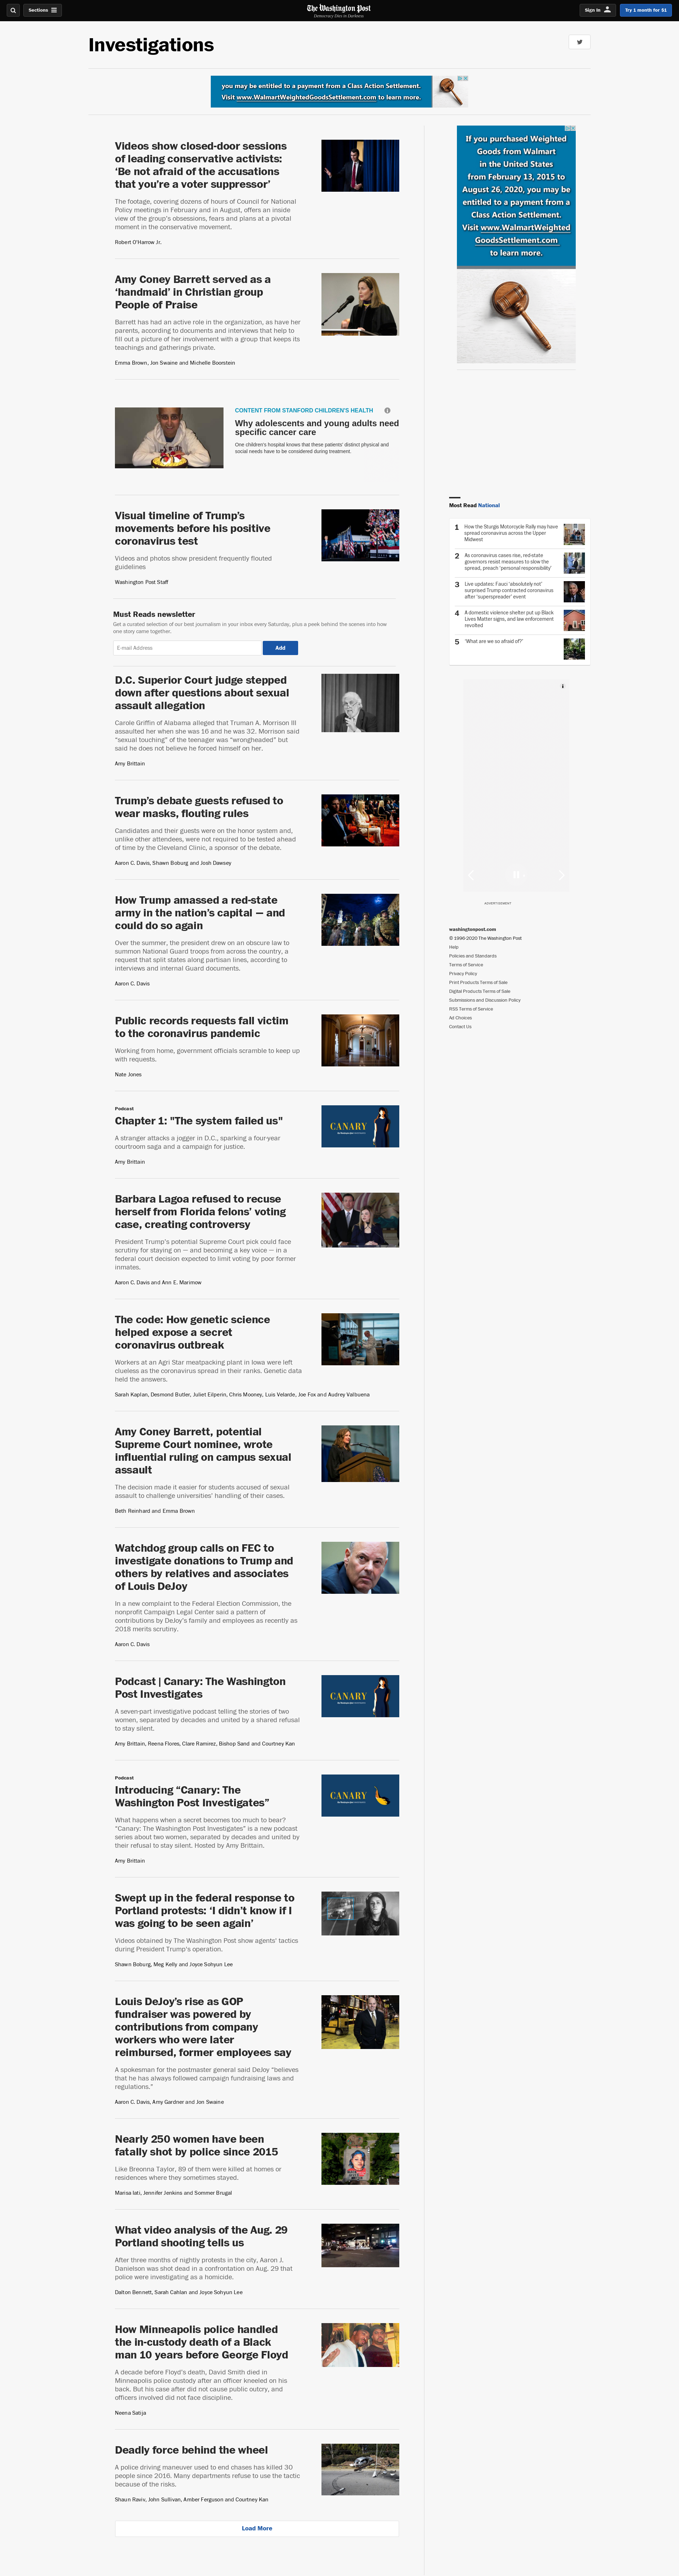 Sections
The Washington Post
Democracy Dies in Darkness
Sign In
Try 1 month for $1
Investigations
you may be entitled to a payment from a Class Action Settlement.
Visit www.WalmartWeightedGoodsSettlement.com to learn more.
Videos show closed-door sessions
of leading conservative activists:
‘Be not afraid of the accusations
that you’re a voter suppressor’
The footage, covering dozens of hours of Council for National
Policy meetings in February and in August, offers an inside
view of the group’s obsessions, fears and plans at a pivotal
moment in the conservative movement.
Robert O'Harrow Jr.
Amy Coney Barrett served as a
‘handmaid’ in Christian group
People of Praise
Barrett has had an active role in the organization, as have her
parents, according to documents and interviews that help to
fill out a picture of her involvement with a group that keeps its
teachings and gatherings private.
Emma Brown, Jon Swaine and Michelle Boorstein
CONTENT FROM STANFORD CHILDREN'S HEALTH
Why adolescents and young adults need
specific cancer care
One children's hospital knows that these patients' distinct physical and
social needs have to be considered during treatment.
Visual timeline of Trump’s
movements before his positive
coronavirus test
Videos and photos show president frequently flouted
guidelines
Washington Post Staff
Must Reads newsletter
Get a curated selection of our best journalism in your inbox every Saturday, plus a peek behind the scenes into how
one story came together.
E-mail Address
Add
D.C. Superior Court judge stepped
down after questions about sexual
assault allegation
Carole Griffin of Alabama alleged that Truman A. Morrison III
assaulted her when she was 16 and he was 32. Morrison said
“sexual touching” of the teenager was “wrongheaded” but
said he does not believe he forced himself on her.
Amy Brittain
Trump’s debate guests refused to
wear masks, flouting rules
Candidates and their guests were on the honor system and,
unlike other attendees, were not required to be tested ahead
of time by the Cleveland Clinic, a sponsor of the debate.
Aaron C. Davis, Shawn Boburg and Josh Dawsey
How Trump amassed a red-state
army in the nation’s capital — and
could do so again
Over the summer, the president drew on an obscure law to
summon National Guard troops from across the country, a
request that split states along partisan lines, according to
interviews and internal Guard documents.
Aaron C. Davis
Public records requests fall victim
to the coronavirus pandemic
Working from home, government officials scramble to keep up
with requests.
Nate Jones
Podcast
Chapter 1: "The system failed us"
A stranger attacks a jogger in D.C., sparking a four-year
courtroom saga and a campaign for justice.
Amy Brittain
CANARY
Barbara Lagoa refused to recuse
herself from Florida felons’ voting
case, creating controversy
President Trump’s potential Supreme Court pick could face
scrutiny for staying on — and becoming a key voice — in a
federal court decision expected to limit voting by poor former
inmates.
Aaron C. Davis and Ann E. Marimow
The code: How genetic science
helped expose a secret
coronavirus outbreak
Workers at an Agri Star meatpacking plant in Iowa were left
clueless as the coronavirus spread in their ranks. Genetic data
held the answers.
Sarah Kaplan, Desmond Butler, Juliet Eilperin, Chris Mooney, Luis Velarde, Joe Fox and Audrey Valbuena
Amy Coney Barrett, potential
Supreme Court nominee, wrote
influential ruling on campus sexual
assault
The decision made it easier for students accused of sexual
assault to challenge universities’ handling of their cases.
Beth Reinhard and Emma Brown
Watchdog group calls on FEC to
investigate donations to Trump and
others by relatives and associates
of Louis DeJoy
In a new complaint to the Federal Election Commission, the
nonprofit Campaign Legal Center said a pattern of
contributions by DeJoy’s family and employees as recently as
2018 merits scrutiny.
Aaron C. Davis
Podcast | Canary: The Washington
Post Investigates
A seven-part investigative podcast telling the stories of two
women, separated by decades and united by a shared refusal
to stay silent.
Amy Brittain, Reena Flores, Clare Ramirez, Bishop Sand and Courtney Kan
CANARY
Podcast
Introducing “Canary: The
Washington Post Investigates”
What happens when a secret becomes too much to bear?
“Canary: The Washington Post Investigates” is a new podcast
series about two women, separated by decades and united by
their refusal to stay silent. Hosted by Amy Brittain.
Amy Brittain
CANARY
Swept up in the federal response to
Portland protests: ‘I didn’t know if I
was going to be seen again’
Videos obtained by The Washington Post show agents’ tactics
during President Trump’s operation.
Shawn Boburg, Meg Kelly and Joyce Sohyun Lee
Louis DeJoy’s rise as GOP
fundraiser was powered by
contributions from company
workers who were later
reimbursed, former employees say
A spokesman for the postmaster general said DeJoy “believes
that he has always followed campaign fundraising laws and
regulations.”
Aaron C. Davis, Amy Gardner and Jon Swaine
Nearly 250 women have been
fatally shot by police since 2015
Like Breonna Taylor, 89 of them were killed at homes or
residences where they sometimes stayed.
Marisa Iati, Jennifer Jenkins and Sommer Brugal
What video analysis of the Aug. 29
Portland shooting tells us
After three months of nightly protests in the city, Aaron J.
Danielson was shot dead in a confrontation on Aug. 29 that
police were investigating as a homicide.
Dalton Bennett, Sarah Cahlan and Joyce Sohyun Lee
How Minneapolis police handled
the in-custody death of a Black
man 10 years before George Floyd
A decade before Floyd’s death, David Smith died in
Minneapolis police custody after an officer kneeled on his
back. But his case after did not cause public outcry, and
officers involved did not face discipline.
Neena Satija
Deadly force behind the wheel
A police driving maneuver used to end chases has killed 30
people since 2016. Many departments refuse to use the tactic
because of the risks.
Shaun Raviv, John Sullivan, Amber Ferguson and Courtney Kan
Load More
If you purchased Weighted
Goods from Walmart
in the United States
from February 13, 2015 to
August 26, 2020, you may be
entitled to a payment from a
Class Action Settlement.
Visit www.WalmartWeighted
GoodsSettlement.com
to learn more.
Most Read National
1 How the Sturgis Motorcycle Rally may have
spread coronavirus across the Upper
Midwest
2 As coronavirus cases rise, red-state
governors resist measures to slow the
spread, preach ‘personal responsibility’
3 Live updates: Fauci ‘absolutely not’
surprised Trump contracted coronavirus
after ‘superspreader’ event
4 A domestic violence shelter put up Black
Lives Matter signs, and law enforcement
revolted
5 ‘What are we so afraid of?’
ADVERTISEMENT
washingtonpost.com
© 1996-2020 The Washington Post
Help
Policies and Standards
Terms of Service
Privacy Policy
Print Products Terms of Sale
Digital Products Terms of Sale
Submissions and Discussion Policy
RSS Terms of Service
Ad Choices
Contact Us